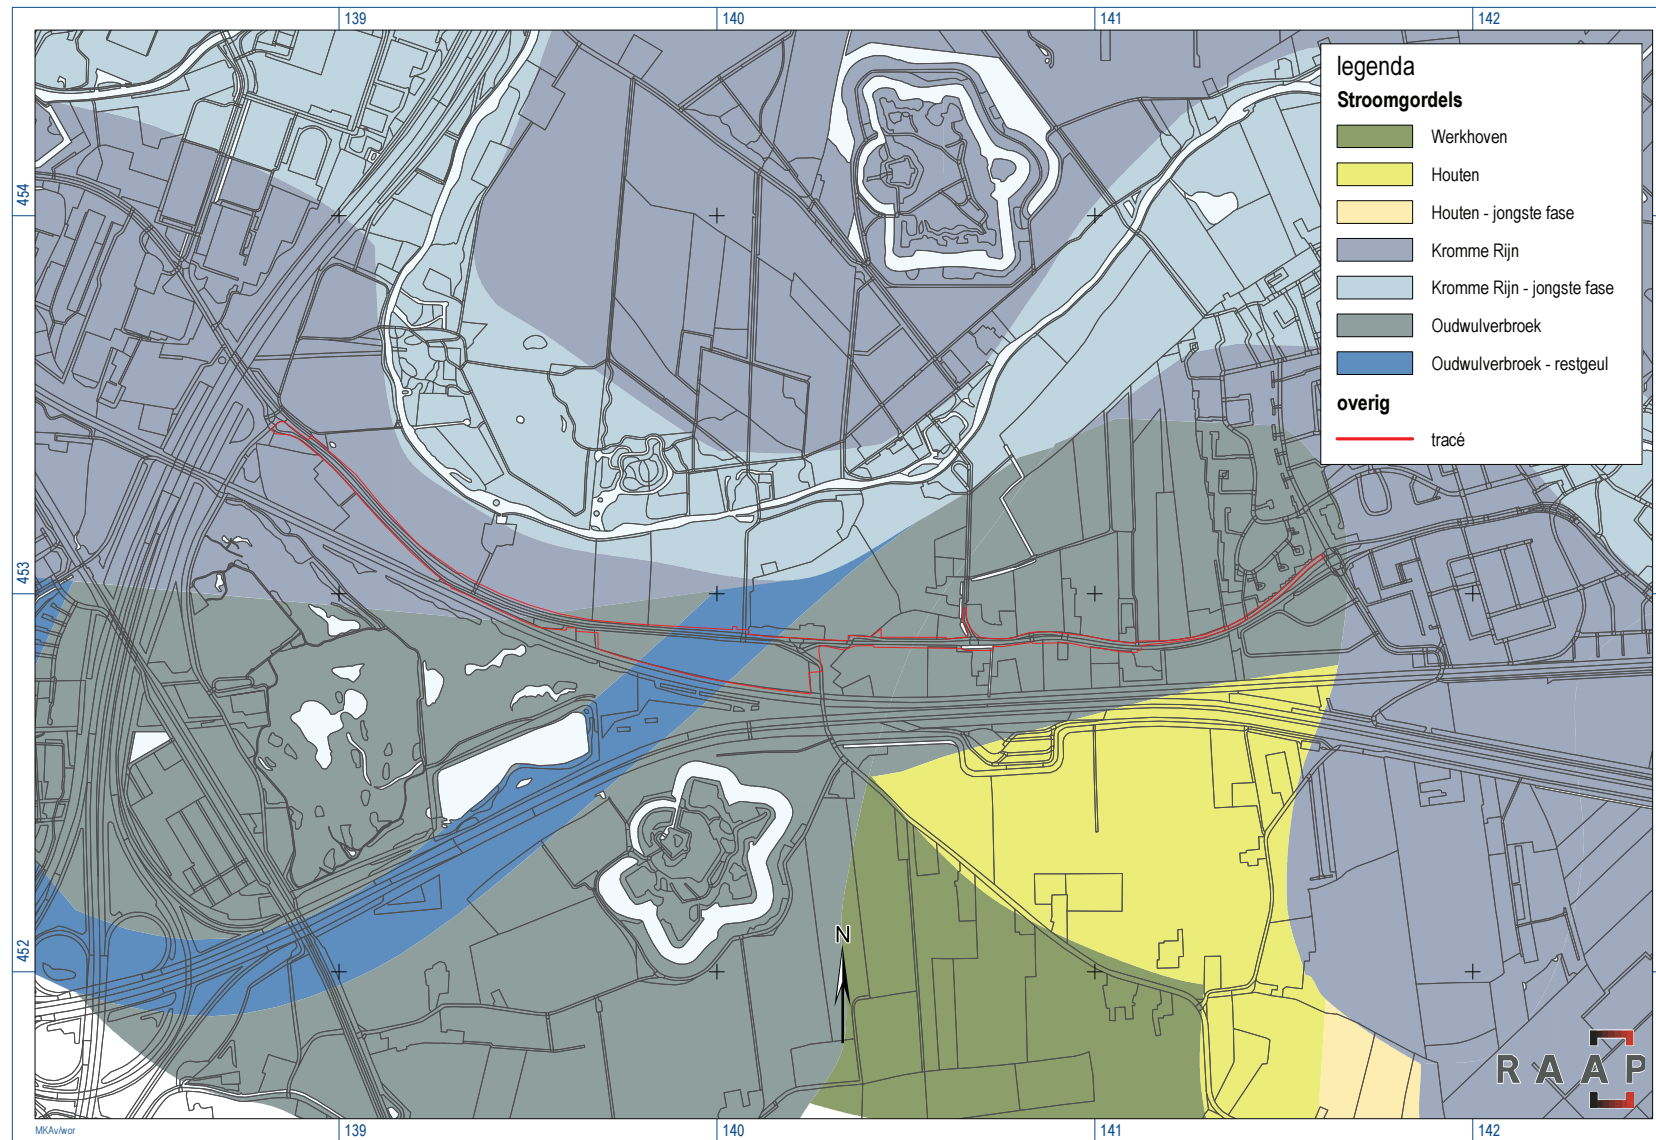 139
140
141
142
454
453
452
legenda
Stroomgordels
Werkhoven
Houten
Houten - jongste fase
Kromme Rijn
Kromme Rijn - jongste fase
Oudwulverbroek
Oudwulverbroek - restgeul
overig
tracé
N
RAAP
MKAv/wor
139
140
141
142